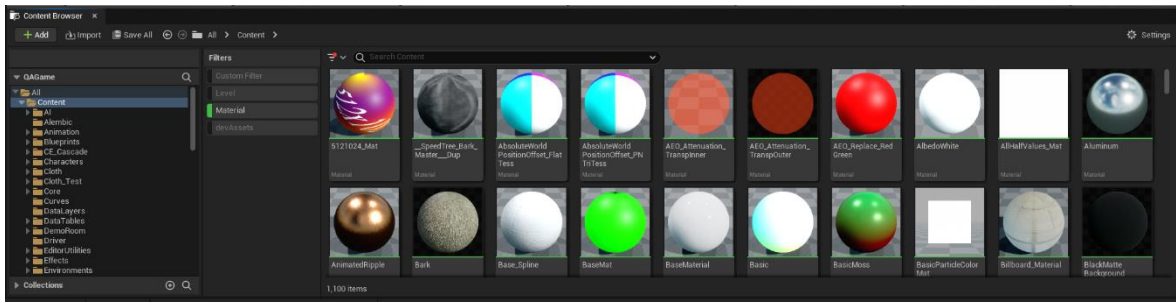 Content Browser
Add Import Save All All > Content > Settings
Filters
Search Content
QAGame
Custom Filter
Level
Material
devAssets
All
Content
AI
Alembic
Animation
Blueprints
CE_Cascade
Characters
Cloth
Cloth_Test
Core
Curves
DataLayers
DataTables
DemoRoom
Driver
EditorUtilities
Effects
Environments
Collections
5121024_Mat
Material
__SpeedTree_Bark_
Master__Dup
Material
AbsoluteWorld
PositionOffset_Flat
Tess
Material
AbsoluteWorld
PositionOffset_PN
TriTess
Material
AEO_Attenuation_
TranspInner
Material
AEO_Attenuation_
TranspOuter
Material
AEO_Replace_Red
Green
Material
AlbedoWhite
Material
AllHalfValues_Mat
Material
Aluminum
Material
AnimatedRipple
Bark
Base_Spline
BaseMat
BaseMaterial
Basic
BasicMoss
BasicParticleColor
Mat
Billboard_Material
BlackMatte
Background
1,100 items